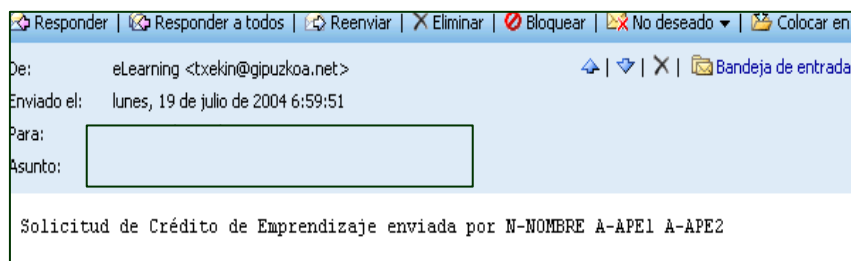 Responder | Responder a todos | Reenviar | Eliminar | Bloquear | No deseado | Colocar en
De: eLearning <txekin@gipuzkoa.net> | | | Bandeja de entrada
Enviado el: lunes, 19 de julio de 2004 6:59:51
Para:
Asunto:
Solicitud de Crédito de Emprendizaje enviada por N-NOMBRE A-APE1 A-APE2